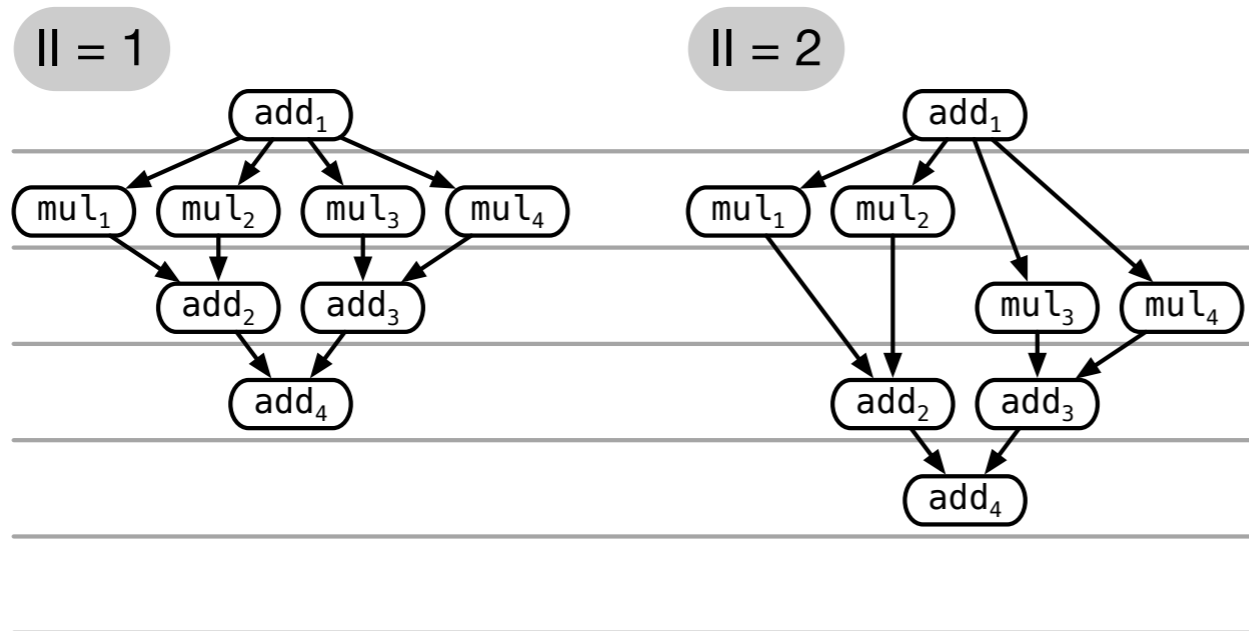 II = 1
add₁
mul₁ mul₂ mul₃ mul₄
add₂ add₃
add₄
II = 2
add₁
mul₁ mul₂
mul₃ mul₄
add₂ add₃
add₄